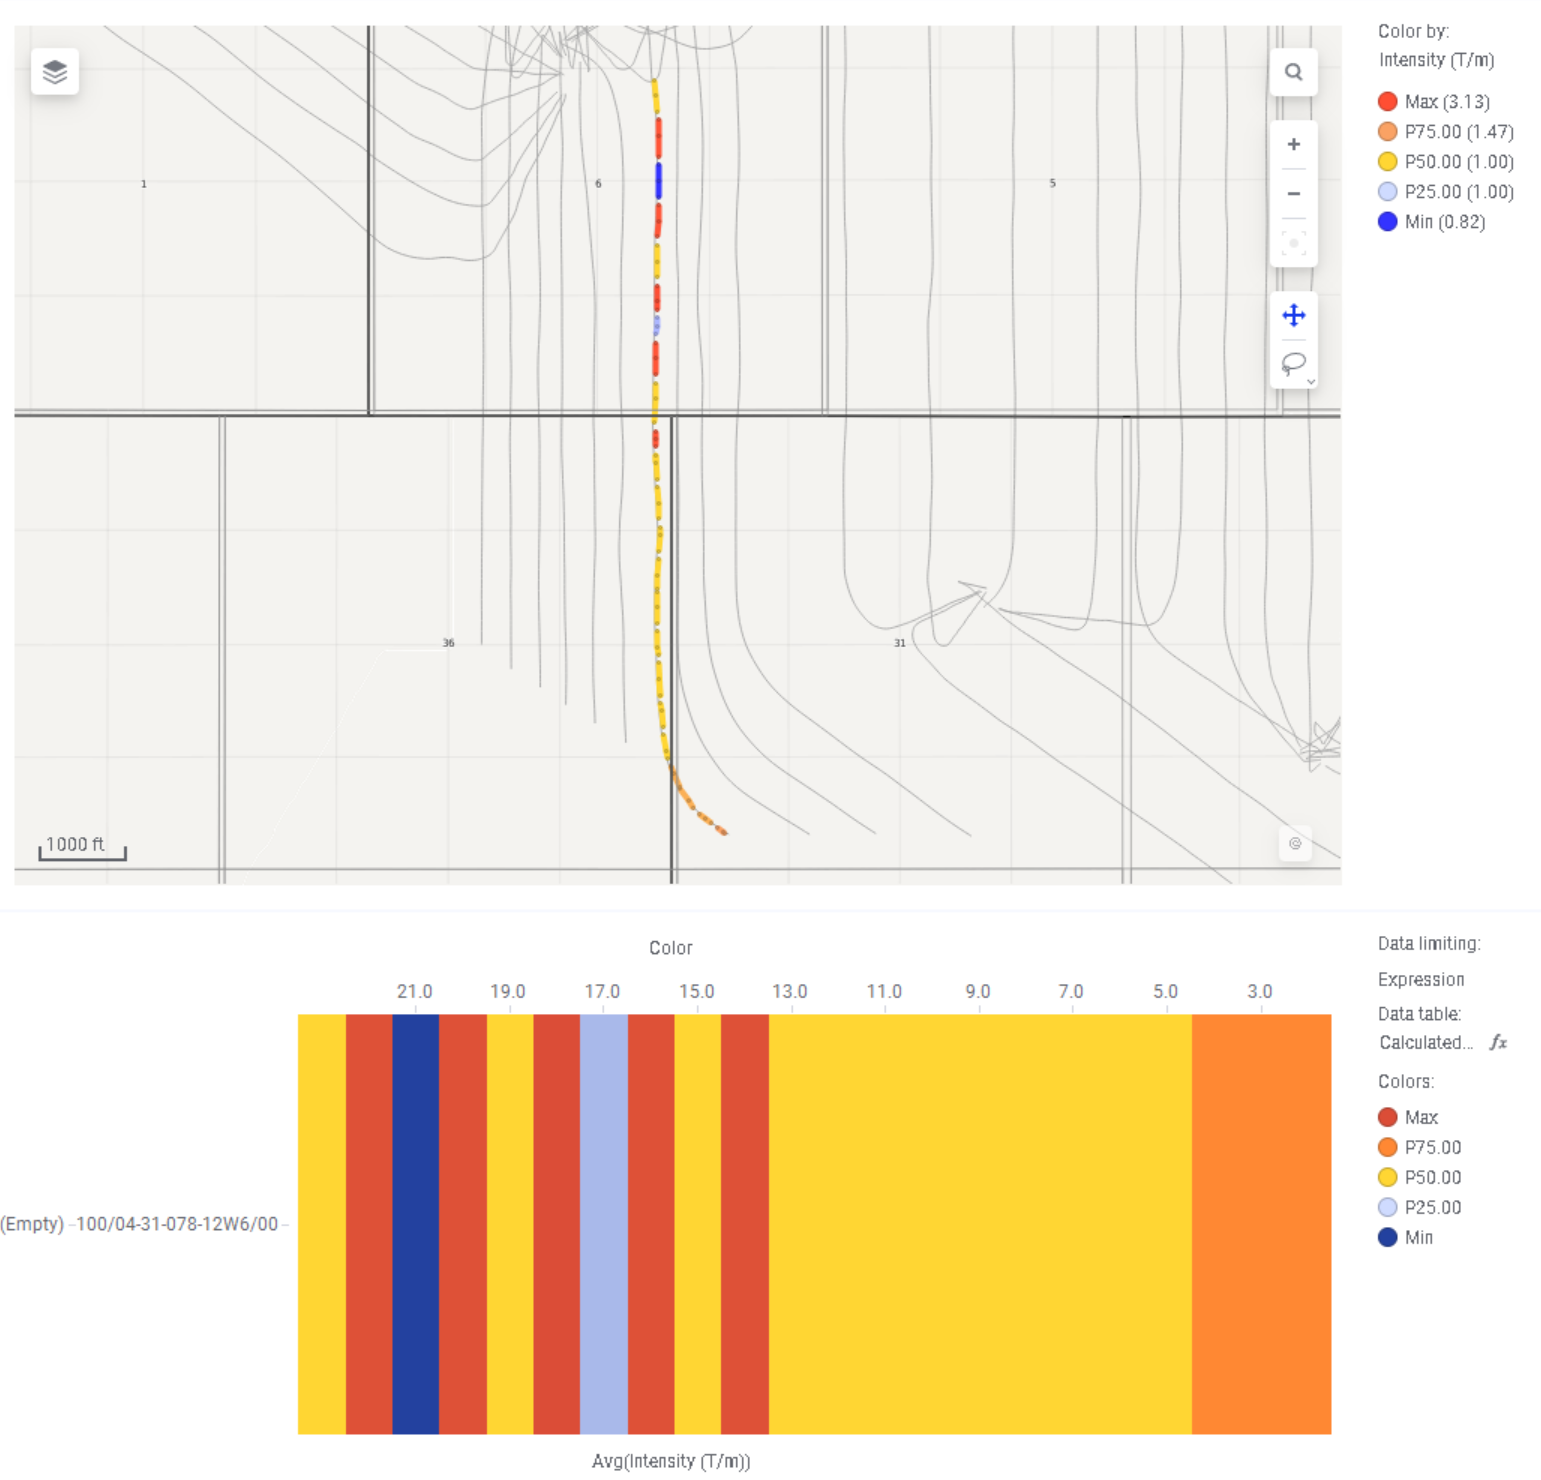 Color by:
Intensity (T/m)
Max (3.13)
P75.00 (1.47)
P50.00 (1.00)
P25.00 (1.00)
Min (0.82)
1
6
5
36
31
1000 ft
Color
21.0 19.0 17.0 15.0 13.0 11.0 9.0 7.0 5.0 3.0
(Empty) 100/04-31-078-12W6/00
Avg(Intensity (T/m))
Data limiting:
Expression
Data table:
Calculated... fx
Colors:
Max
P75.00
P50.00
P25.00
Min